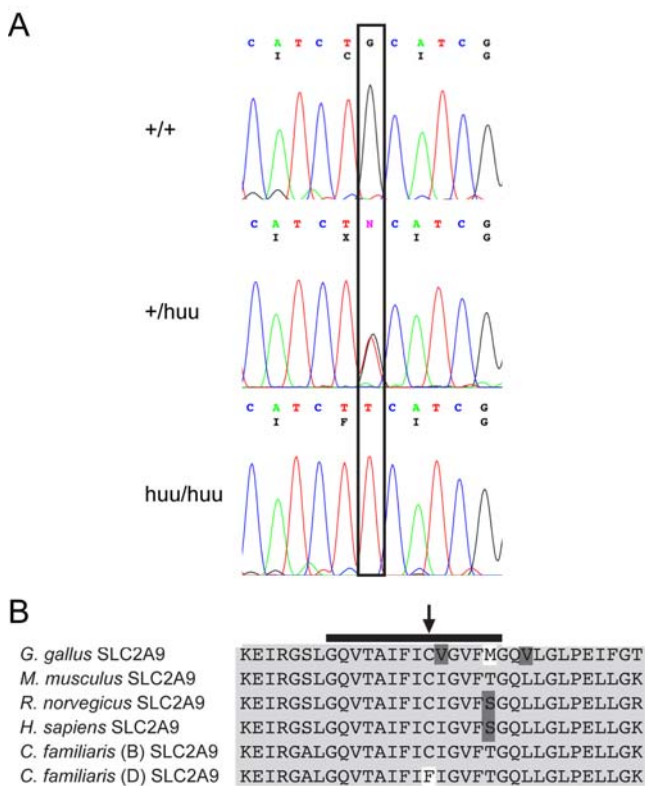 A
C A T C T G C A T C G
I C I G
+/+
C A T C T N C A T C G
I X I G
+/huu
C A T C T T C A T C G
I F I G
huu/huu
B
G. gallus SLC2A9 KEIRGSLGQVTAIFICVGVFMGQVLGLPEIFGT
M. musculus SLC2A9 KEIRGSLGQVTAIFICIGVFTGQLLGLPELLGK
R. norvegicus SLC2A9 KEIRGSLGQVTAIFICIGVFSGQLLGLPELLGR
H. sapiens SLC2A9 KEIRGSLGQVTAIFICIGVFSGQLLGLPELLGK
C. familiaris (B) SLC2A9 KEIRGALGQVTAIFICIGVFTGQLLGLPELLGK
C. familiaris (D) SLC2A9 KEIRGALGQVTAIFIFIGVFTGQLLGLPELLGK